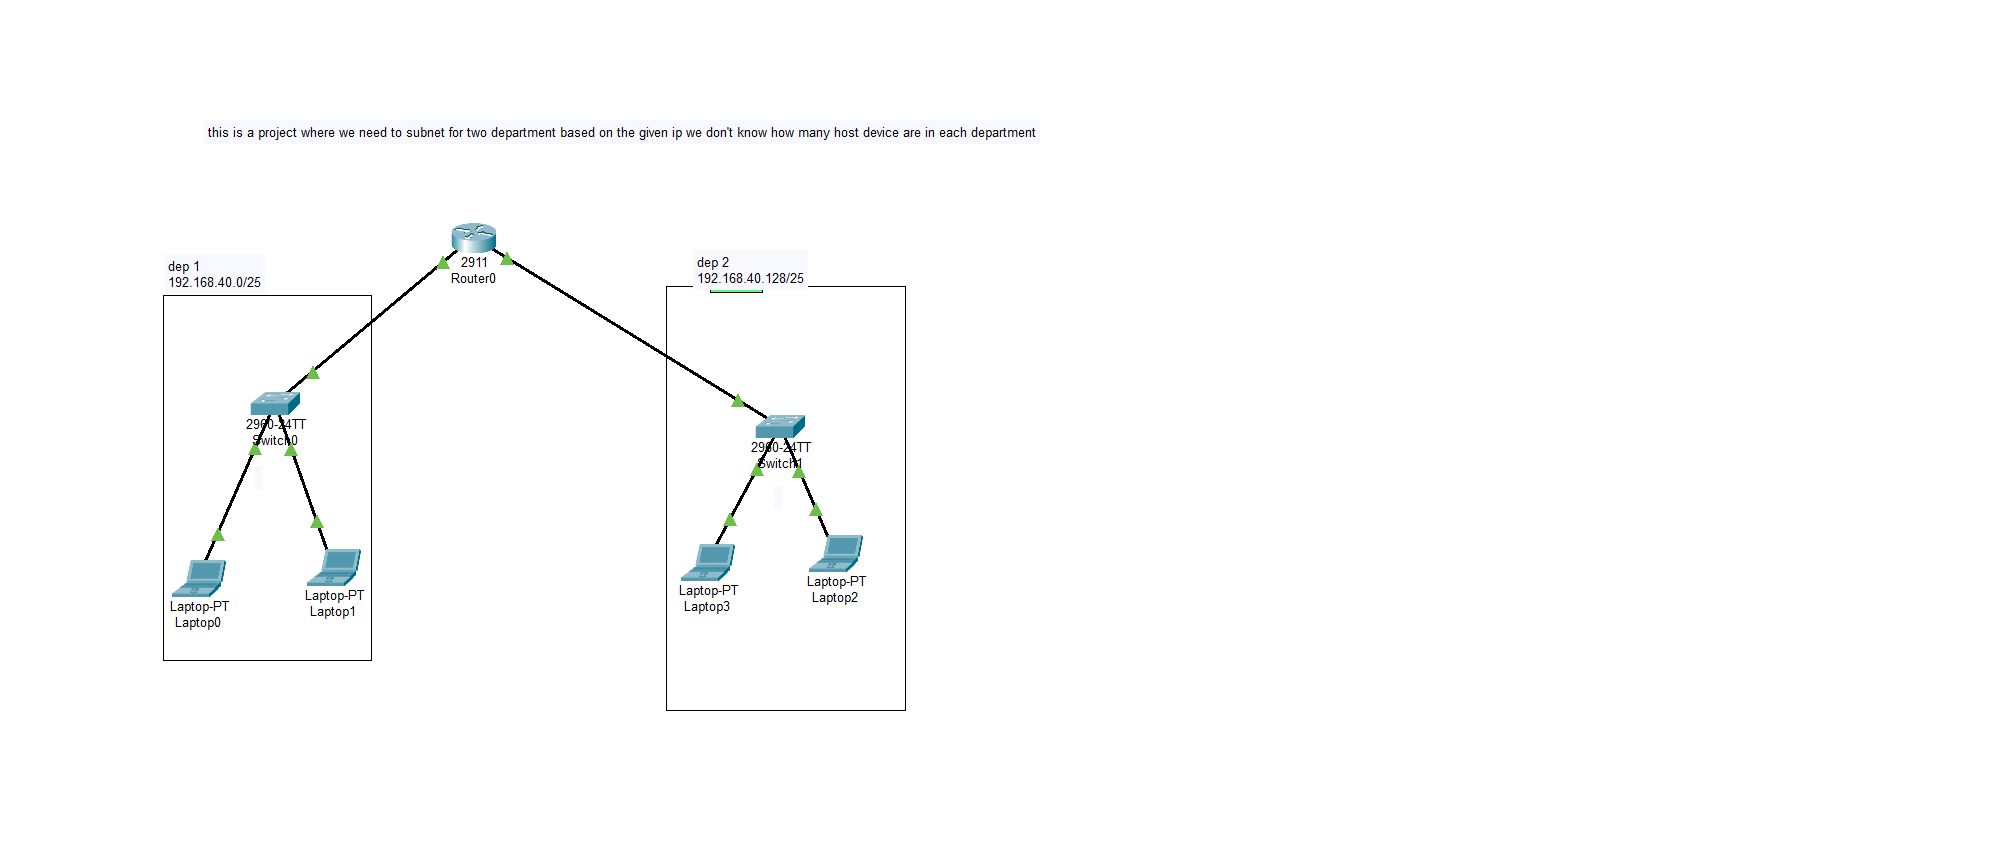 this is a project where we need to subnet for two department based on the given ip we don't know how many host device are in each department
2911
Router0
dep 1
192.168.40.0/25
dep 2
192.168.40.128/25
2960-24TT
Switch0
2960-24TT
Switch1
Laptop-PT
Laptop0
Laptop-PT
Laptop1
Laptop-PT
Laptop3
Laptop-PT
Laptop2